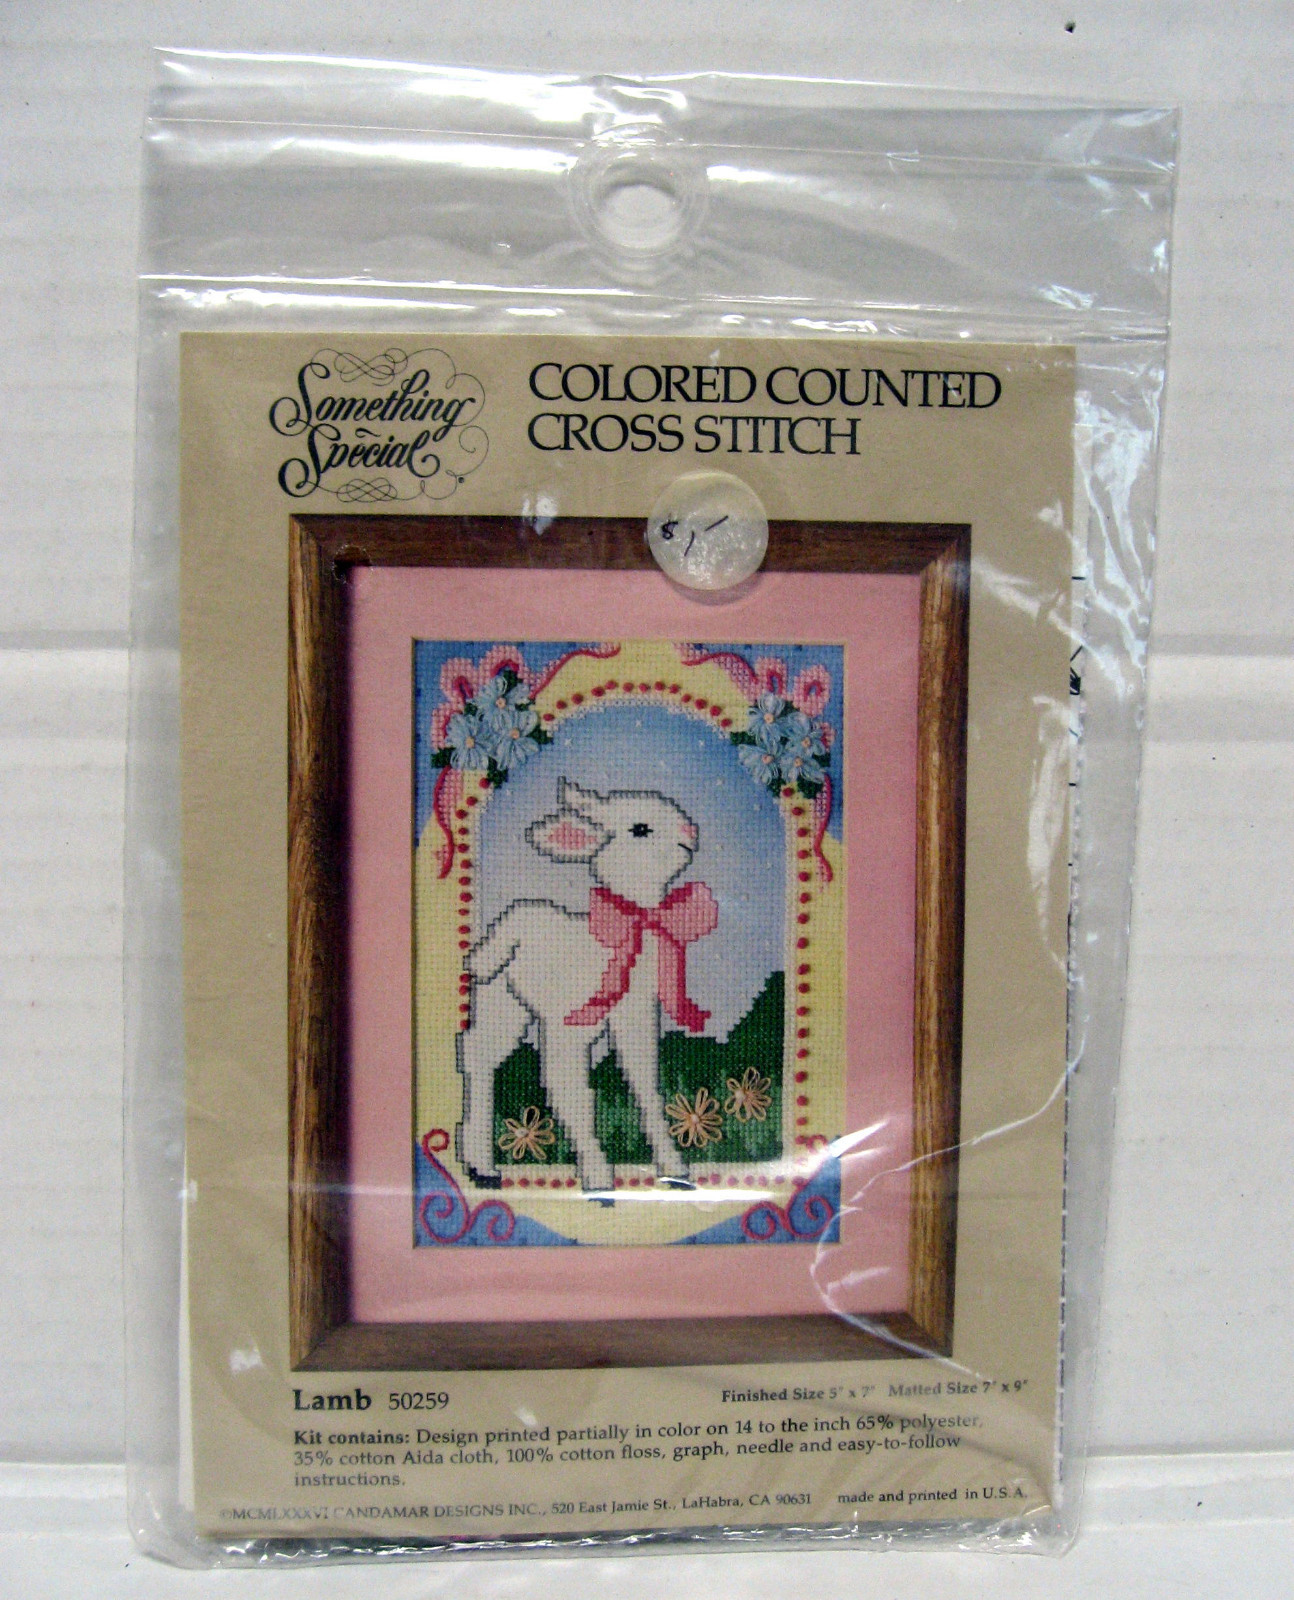 Something
Special
COLORED COUNTED
CROSS STITCH
Lamb 50259
Finished Size 5" x 7" Matted Size 7" x 9"
Kit contains: Design printed partially in color on 14 to the inch 65% polyester,
35% cotton Aida cloth, 100% cotton floss, graph, needle and easy-to-follow
instructions.
©MCMLXXXVI CANDAMAR DESIGNS INC., 520 East Jamie St., LaHabra, CA 90631 made and printed in U.S.A.